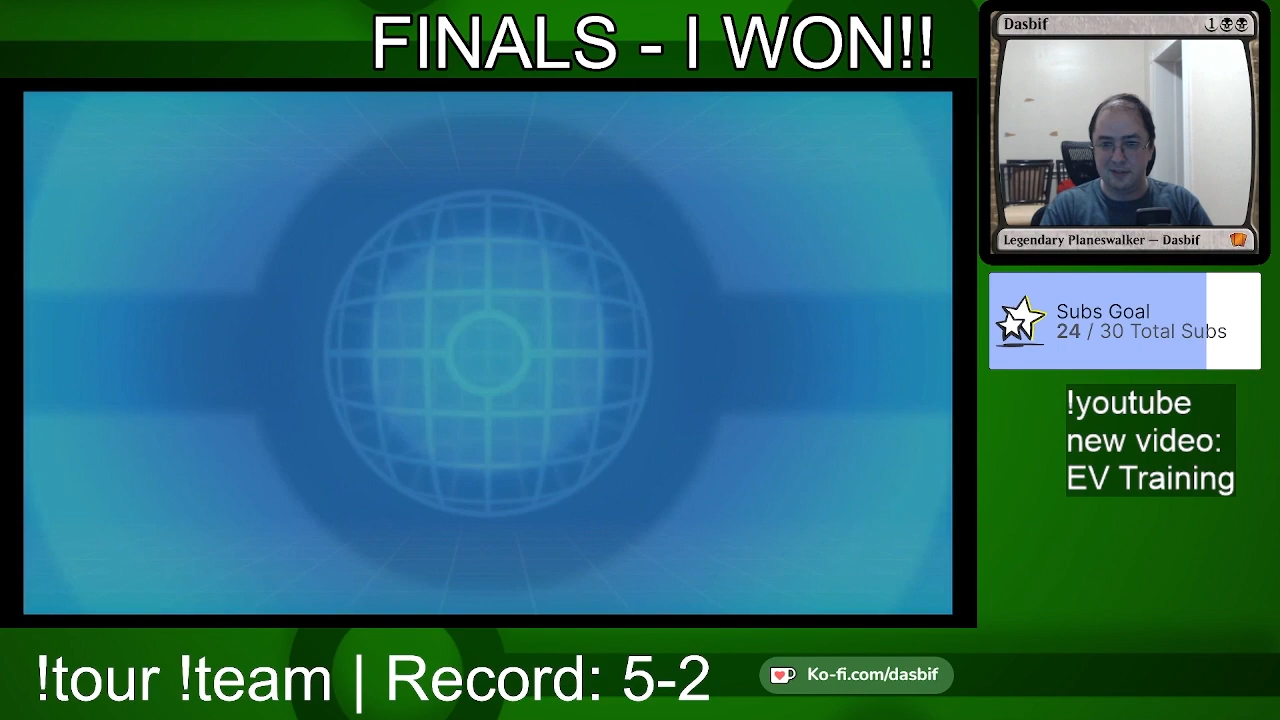 FINALS - I WON!!
Dasbif 1
Legendary Planeswalker — Dasbif
Subs Goal
24 / 30 Total Subs
!youtube
new video:
EV Training
!tour !team | Record: 5-2
Ko-fi.com/dasbif